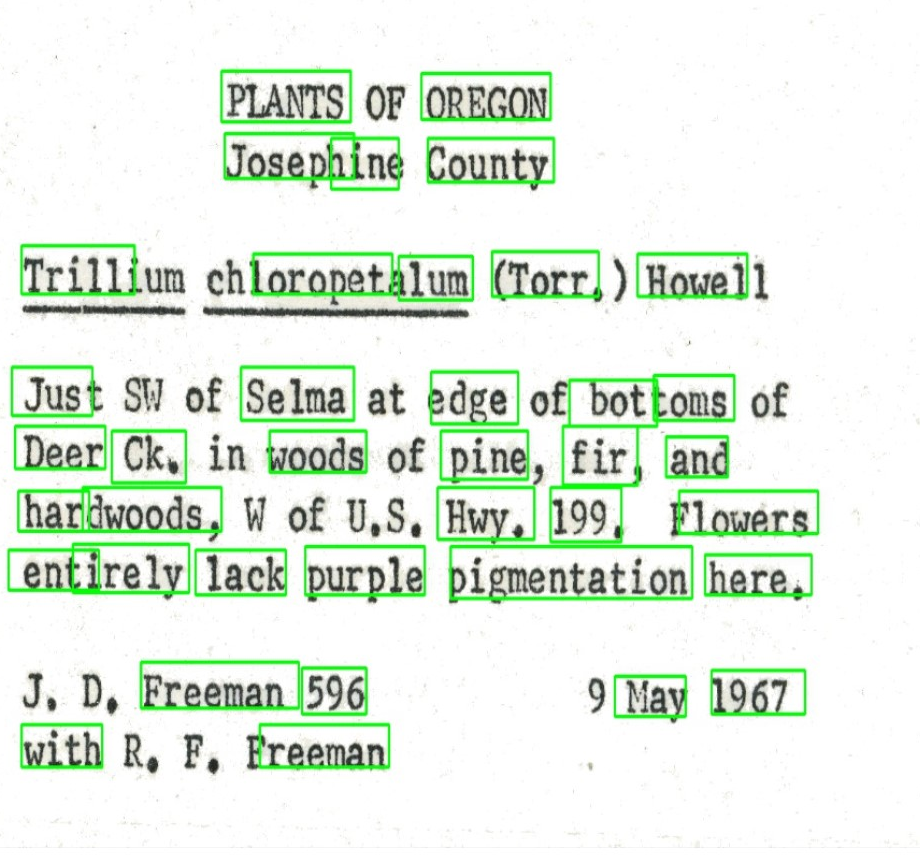 PLANTS OF OREGON
Josephine County
Trillium chloropetalum (Torr.) Howell
Just SW of Selma at edge of bottoms of
Deer Ck. in woods of pine, fir, and
hardwoods, W of U.S. Hwy. 199. Flowers
entirely lack purple pigmentation here.
J. D. Freeman 596 9 May 1967
with R. F. Freeman